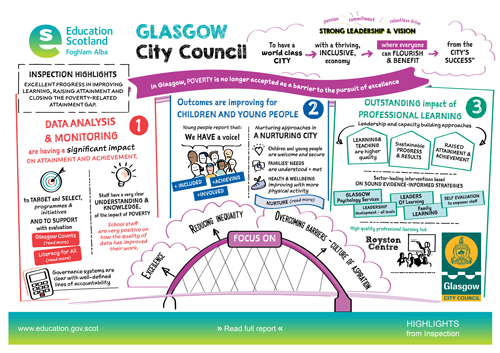 Education
Scotland
Foghlam Alba
GLASGOW
City Council
passion
commitment
relentless drive
STRONG LEADERSHIP & VISION
To have a
world class
CITY
with a thriving,
INCLUSIVE,
economy
where everyone
can FLOURISH
& BENEFIT
from the
CITY'S
SUCCESS"
INSPECTION HIGHLIGHTS
EXCELLENT PROGRESS IN IMPROVING
LEARNING, RAISING ATTAINMENT AND
CLOSING THE POVERTY-RELATED
ATTAINMENT GAP.
In Glasgow, POVERTY is no longer accepted as a barrier to the pursuit of excellence
DATA ANALYSIS
& MONITORING
1
are having a significant impact
ON ATTAINMENT AND ACHIEVEMENT.
to TARGET and SELECT,
programmes &
initiatives
AND TO SUPPORT
with evaluation
Glasgow Counts
(read more)
Literacy for All
(read more)
Staff have a very clear
UNDERSTANDING &
KNOWLEDGE,
of the impact of POVERTY
School staff
are very positive on
how the quality of
data has improved
their work.
Governance systems are
clear with well-defined
lines of accountability
Outcomes are improving for
CHILDREN AND YOUNG PEOPLE
2
Young people report that:
We HAVE a voice!
+ INCLUDED
+ACHIEVING
+INVOLVED
Nurturing approaches in
A NURTURING CITY
Children and young people
are welcome and secure
FAMILIES' NEEDS
are understood + met
HEALTH & WELLBEING
improving with more
physical activity
NURTURE (read more)
OUTSTANDING impact of
PROFESSIONAL LEARNING
3
Leadership and capacity building approaches
LEARNING &
TEACHING
are higher
quality
Sustainable
PROGRESS
& RESULTS
RAISED
ATTAINMENT &
ACHIEVEMENT
Sector-leading interventions based
ON SOUND EVIDENCE-INFORMED STRATEGIES
GLASGOW
Psychology Services
LEADERS
Of Learning
SELF EVALUATION
to empower staff
LEADERSHIP
development - all levels
Family
LEARNING
High quality professional learning hub
Royston
Centre
Glasgow
CITY COUNCIL
EXCELLENCE
REDUCING INEQUALITY
OVERCOMING BARRIERS
- CULTURE OF ASPIRATION
FOCUS ON
www.education.gov.scot
» Read full report «
HIGHLIGHTS
from Inspection